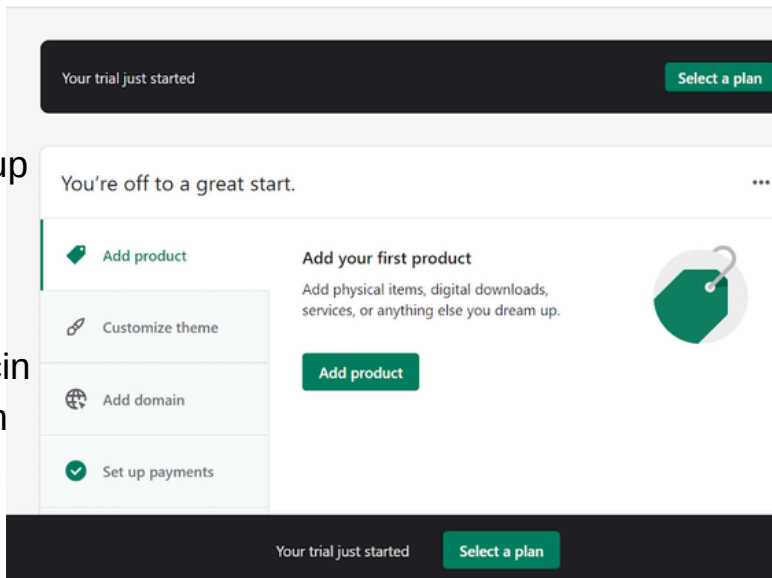 Your trial just started
Select a plan
up
You're off to a great start.
Add product
Add your first product
Add physical items, digital downloads,
services, or anything else you dream up.
Customize theme
Add product
Add domain
Set up payments
Your trial just started
Select a plan